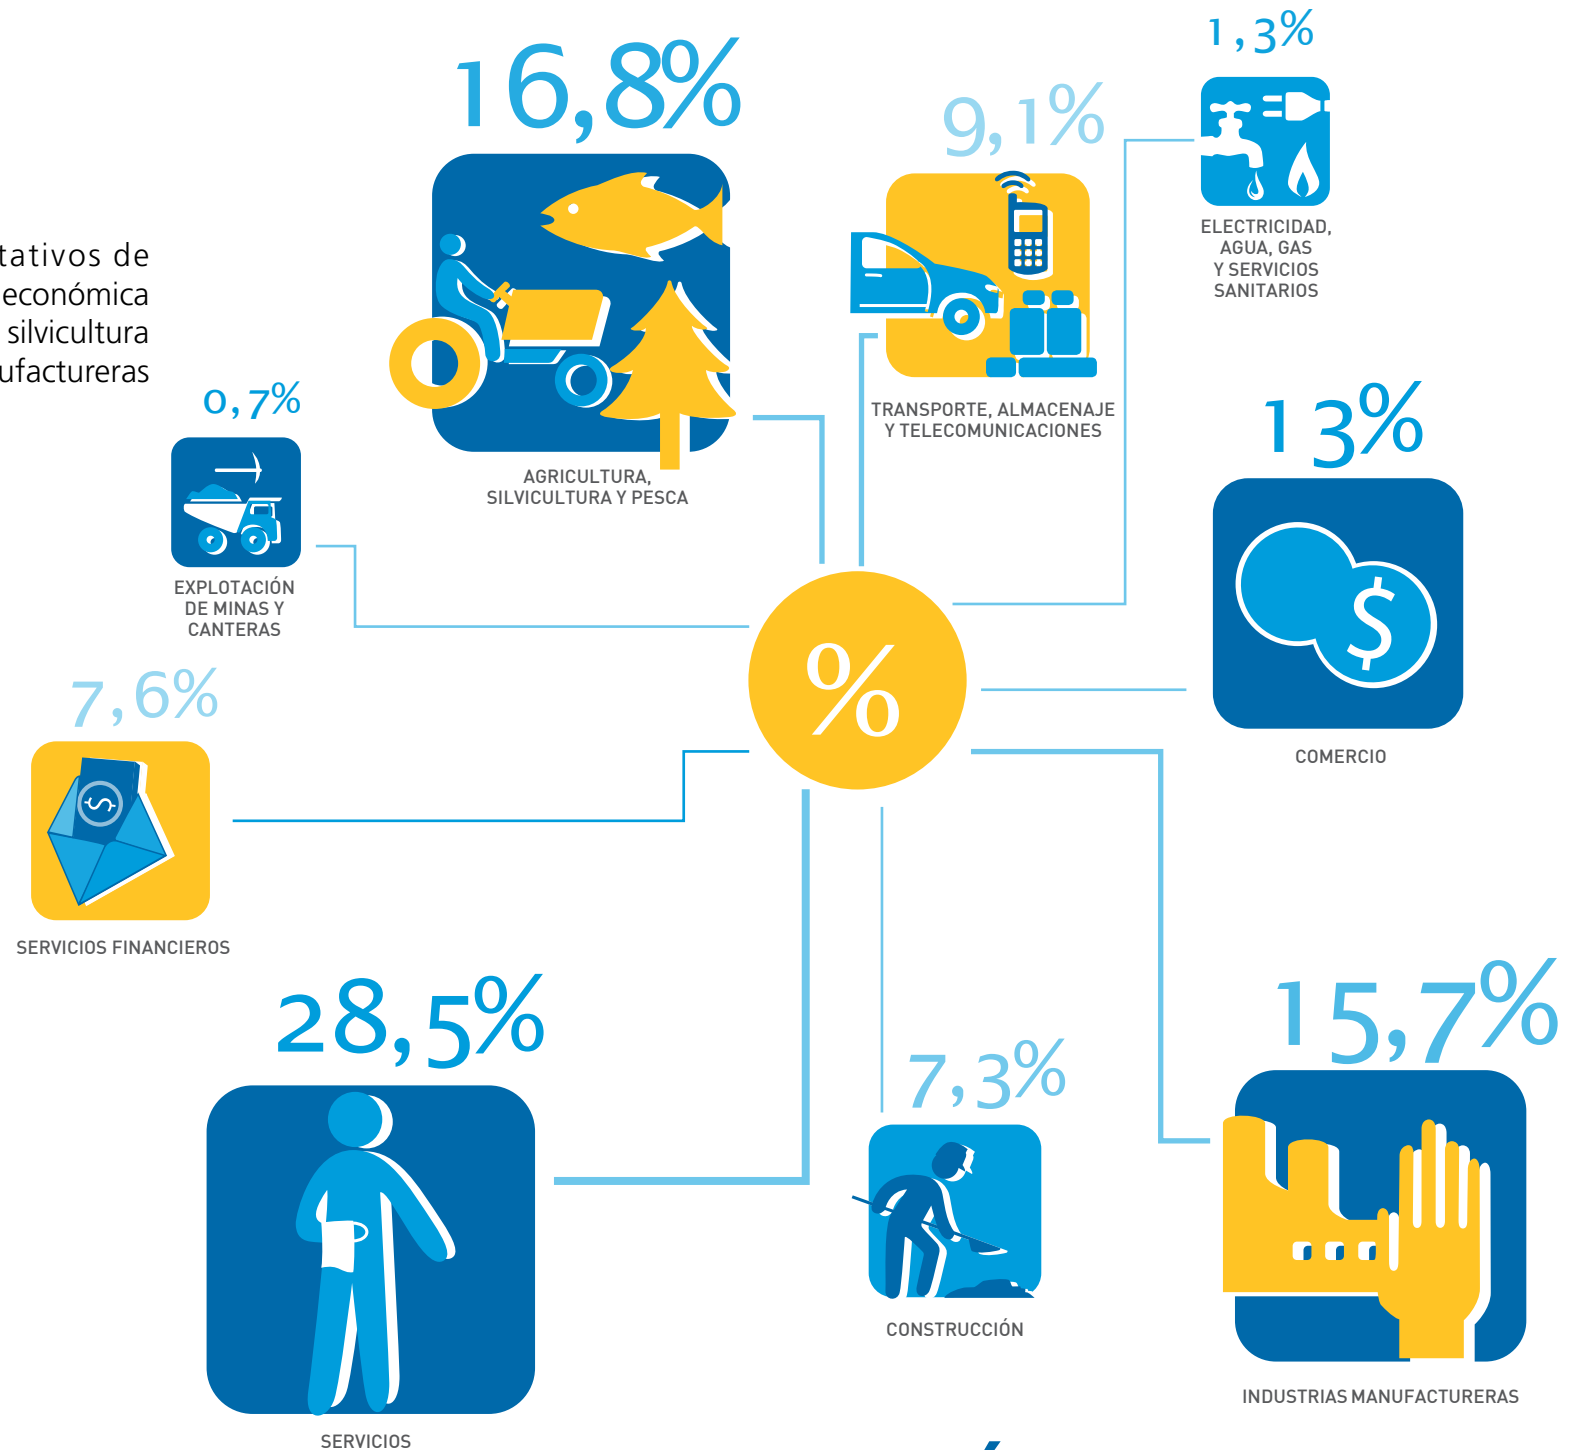 tativos de
económica
silvicultura
ufactureras
16,8%
AGRICULTURA,
SILVICULTURA Y PESCA
9,1%
TRANSPORTE, ALMACENAJE
Y TELECOMUNICACIONES
1,3%
ELECTRICIDAD,
AGUA, GAS
Y SERVICIOS
SANITARIOS
0,7%
EXPLOTACIÓN
DE MINAS Y
CANTERAS
13%
$
COMERCIO
%
7,6%
$
SERVICIOS FINANCIEROS
28,5%
SERVICIOS
7,3%
CONSTRUCCIÓN
15,7%
INDUSTRIAS MANUFACTURERAS